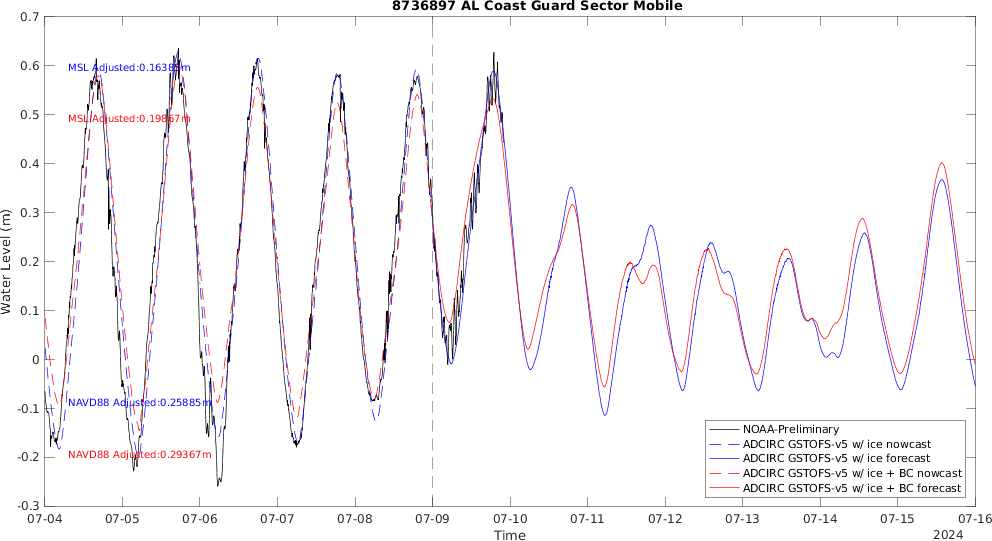 8736897 AL Coast Guard Sector Mobile
0.7
0.6
0.5
0.4
0.3
0.2
0.1
0
-0.1
-0.2
-0.3
Water Level (m)
MSL Adjusted:0.16385m
MSL Adjusted:0.19867m
NAVD88 Adjusted:0.25885m
NAVD88 Adjusted:0.29367m
NOAA-Preliminary
ADCIRC GSTOFS-v5 w/ ice nowcast
ADCIRC GSTOFS-v5 w/ ice forecast
ADCIRC GSTOFS-v5 w/ ice + BC nowcast
ADCIRC GSTOFS-v5 w/ ice + BC forecast
07-04 07-05 07-06 07-07 07-08 07-09 07-10 07-11 07-12 07-13 07-14 07-15 07-16
Time
2024